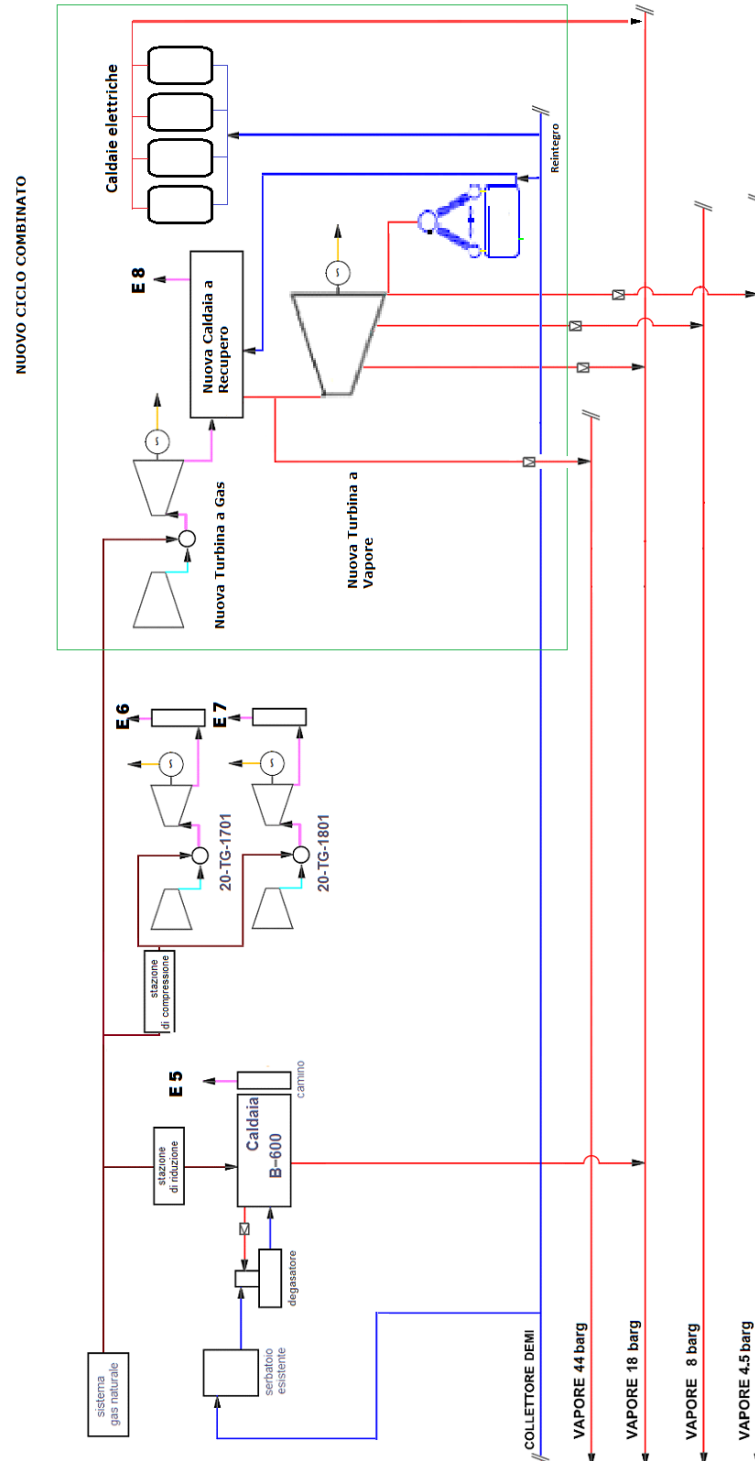 NUOVO CICLO COMBINATO
Caldaie elettriche
E 8
Nuova Caldaia a
Recupero
Reintegro
Nuova Turbina a Gas
Nuova Turbina a
Vapore
E 6
E 7
20-TG-1701
20-TG-1801
stazione
di compressione
E 5
camino
Caldaia
B-600
stazione
di riduzione
degasatore
serbatoio
esistente
sistema
gas naturale
COLLETTORE DEMI
VAPORE 44 barg
VAPORE 18 barg
VAPORE 8 barg
VAPORE 4.5 barg